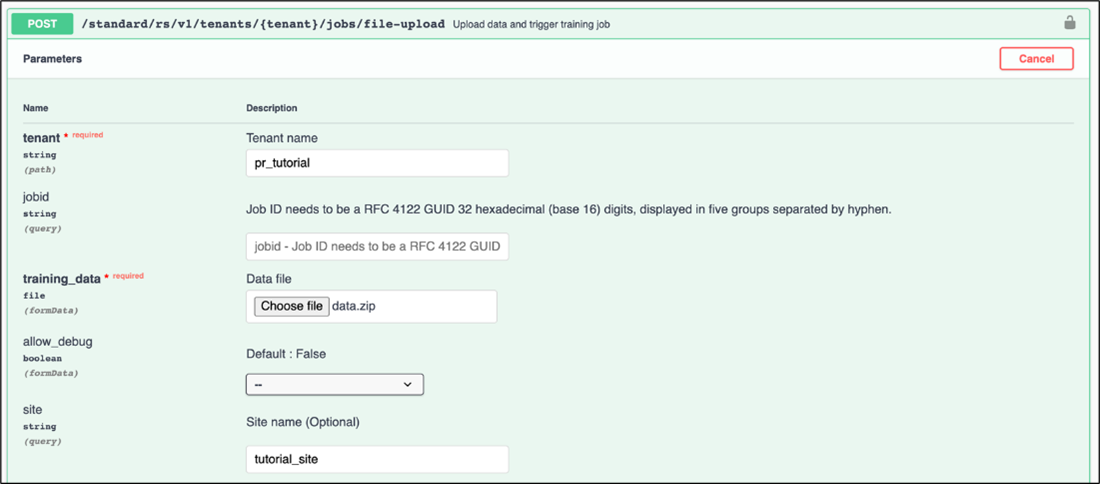 POST /standard/rs/v1/tenants/{tenant}/jobs/file-upload Upload data and trigger training job
Parameters Cancel
Name Description
tenant * required Tenant name
string
(path) pr_tutorial
jobid
string Job ID needs to be a RFC 4122 GUID 32 hexadecimal (base 16) digits, displayed in five groups separated by hyphen.
(query)
jobid - Job ID needs to be a RFC 4122 GUID
training_data * required Data file
file
(formData) Choose file data.zip
allow_debug
boolean Default : False
(formData)
--
site
string Site name (Optional)
(query)
tutorial_site